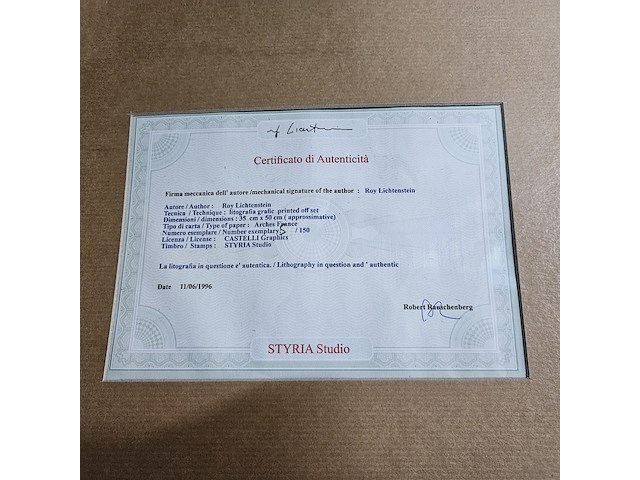 rf Licht
Certificato di Autenticità
Firma meccanica dell' autore /mechanical signature of the author : Roy Lichtenstein
Autore / Author : Roy Lichtenstein
Tecnica / Technique : litografia grafic printed off set
Dimensioni / dimensions : 35 cm x 50 cm ( approssimative)
Tipo di carta / Type of paper : Arches France
Numero esemplare / Number exemplary : / 150
Licenza / License : CASTELLI Graphics
Timbro / Stamps : STYRIA Studio
La litografia in questione e' autentica. / Lithography in question and ' authentic
Date 11/06/1996
Robert Rauschenberg
STYRIA Studio